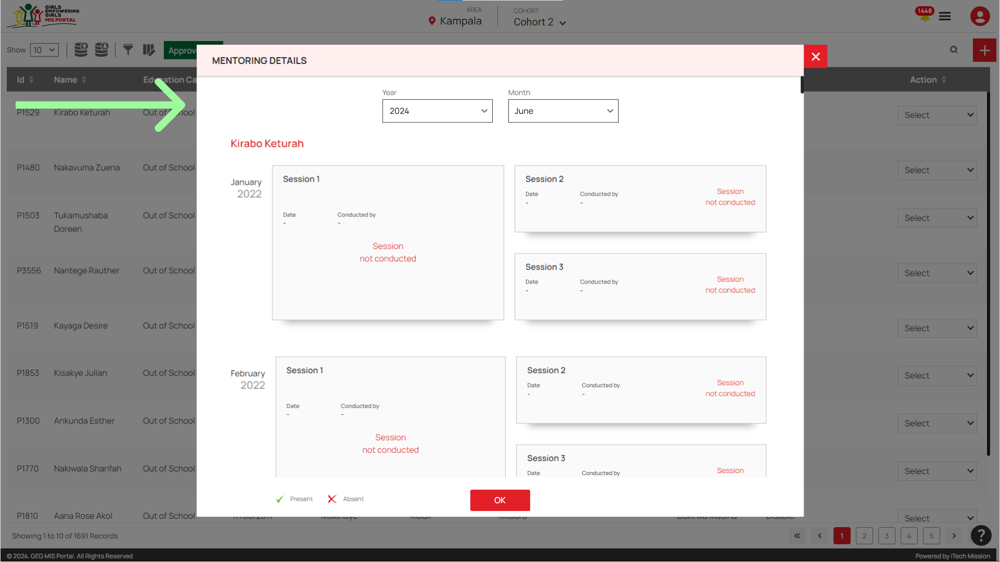 GIRLS
EMPOWERING
GIRLS
MIS PORTAL
AREA
Kampala
COHORT
Cohort 2
1448
Show 10
Approv
MENTORING DETAILS
Id Name Education Ca Action
Year Month
2024 June
Kirabo Keturah
January
2022
Session 1
Date Conducted by
- -
Session
not conducted
Session 2
Date Conducted by
- -
Session
not conducted
Session 3
Date Conducted by
- -
Session
not conducted
February
2022
Session 1
Date Conducted by
- -
Session
not conducted
Session 2
Date Conducted by
- -
Session
not conducted
Session 3
Date Conducted by
Session
Present Absent
OK
P1529 Kirabo Keturah Out of School Select
P1480 Nakavuma Zuena Out of School Select
P1503 Tukamushaba Doreen Out of School Select
P3556 Nantege Rauther Out of School Select
P1519 Kayaga Desire Out of School Select
P1853 Kisakye Julian Out of School Select
P1300 Ankunda Esther Out of School Select
P1770 Nakiwala Sharifah Out of School Select
P1810 Aana Rose Akol Out of School Select
Showing 1 to 10 of 1691 Records
« ‹ 1 2 3 4 5 › ?
© 2024. GEG MIS Portal. All Rights Reserved
Powered by iTech Mission